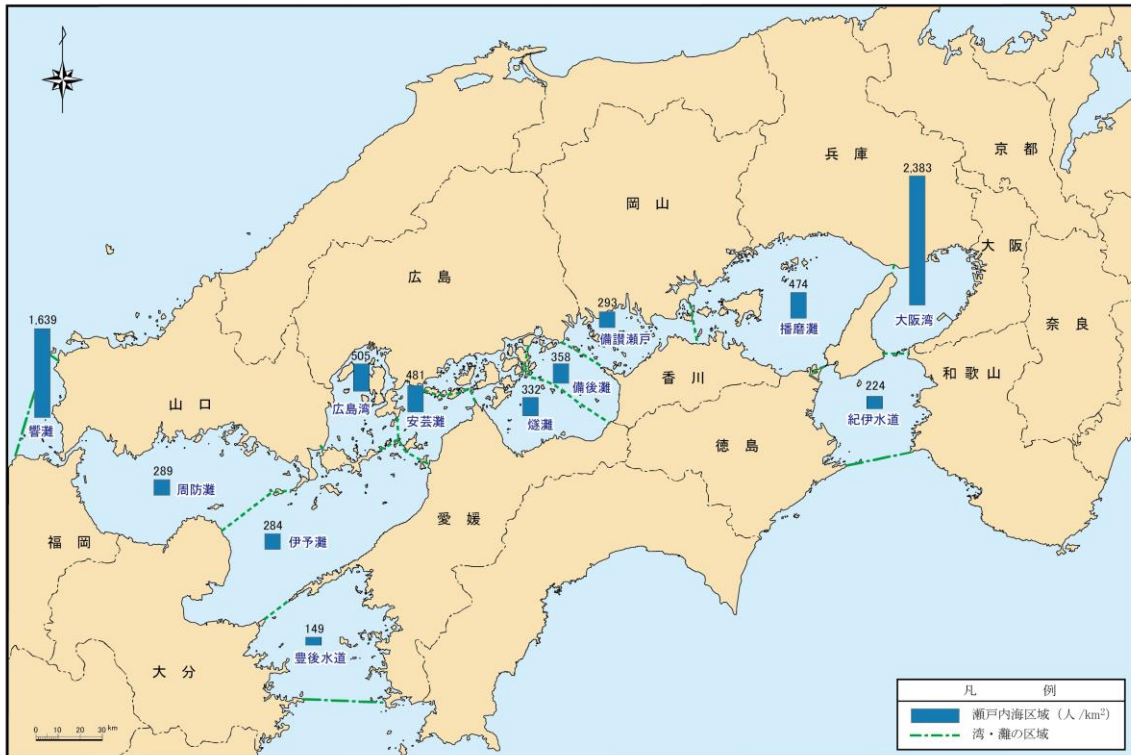 兵 庫
京 都
2,383
岡 山
大 阪
広 島
474
293
播磨灘
大阪湾
奈 良
1,639
備讃瀬戸
505
358
481
備後灘
香 川
和歌山
224
山 口
広島湾
安芸灘
332
燧灘
紀伊水道
響灘
徳 島
289
周防灘
愛 媛
284
伊予灘
福 岡
149
豊後水道
大 分
凡 例
瀬戸内海区域（人/km²）
湾・灘の区域
0 10 20 30 km